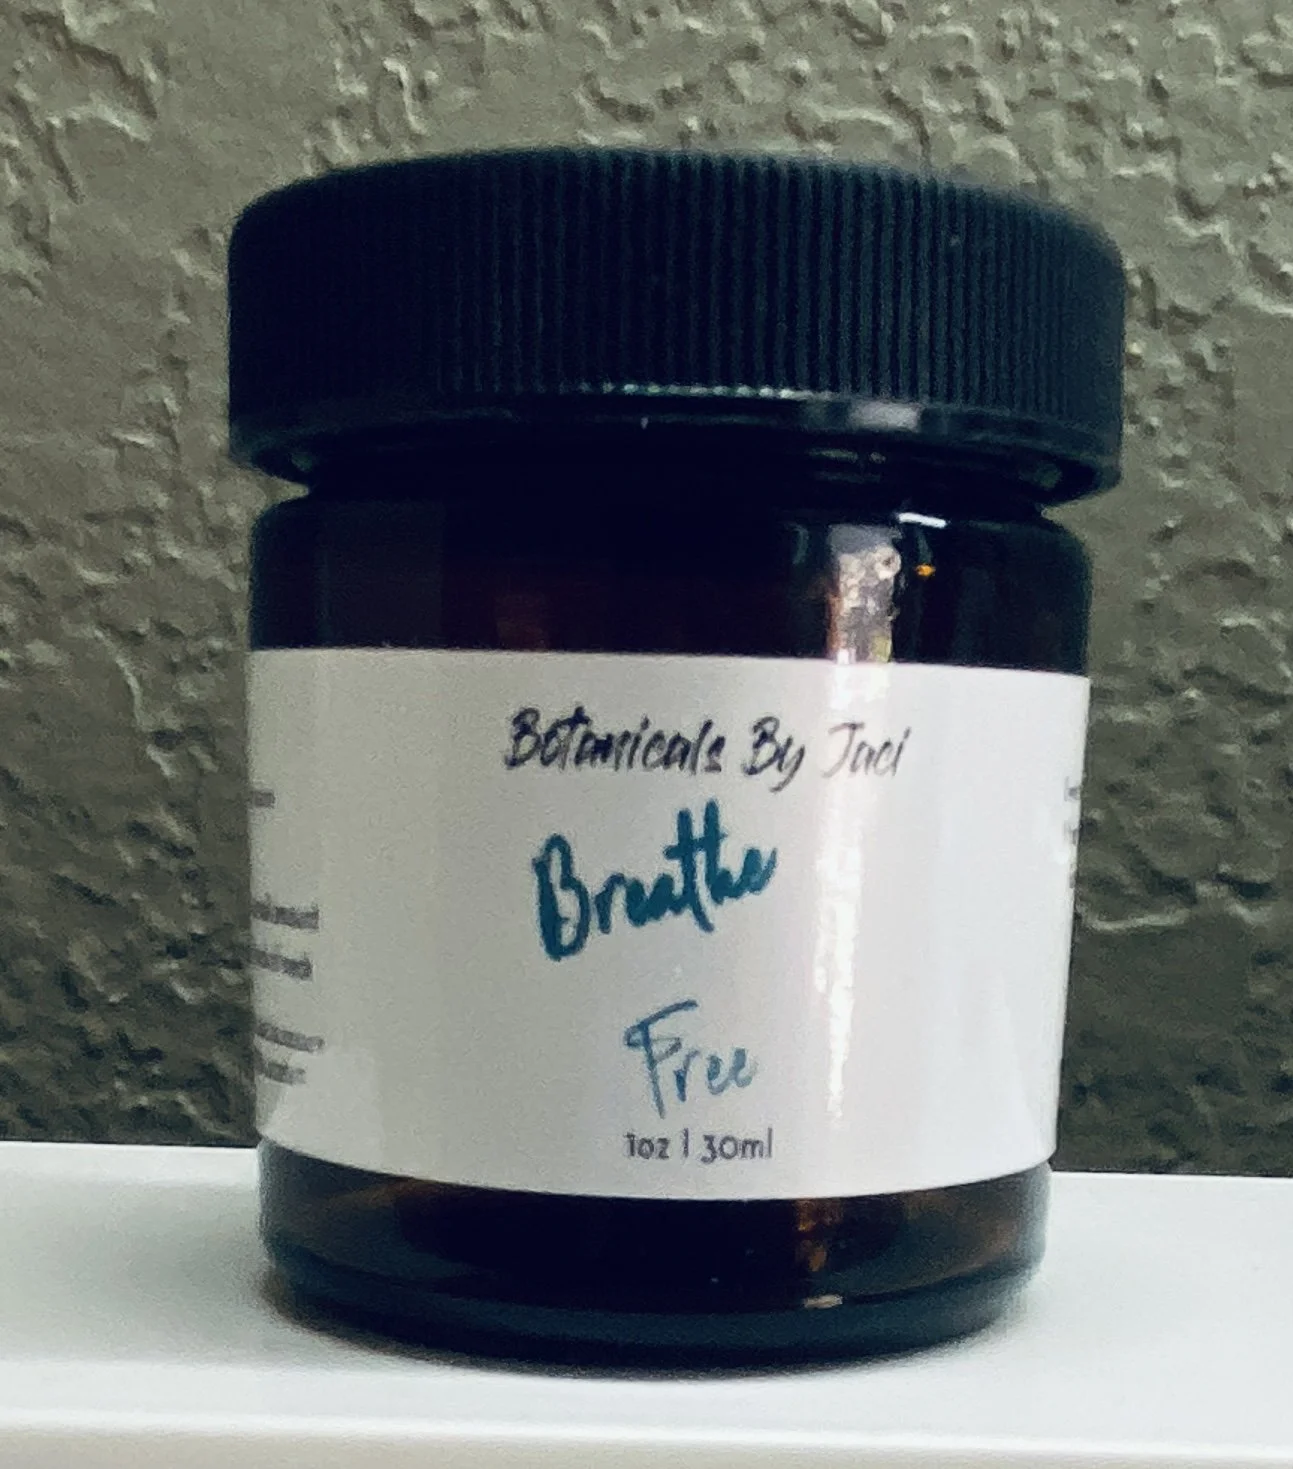 Botanicals By Jaci
Breathe
Free
1oz | 30ml